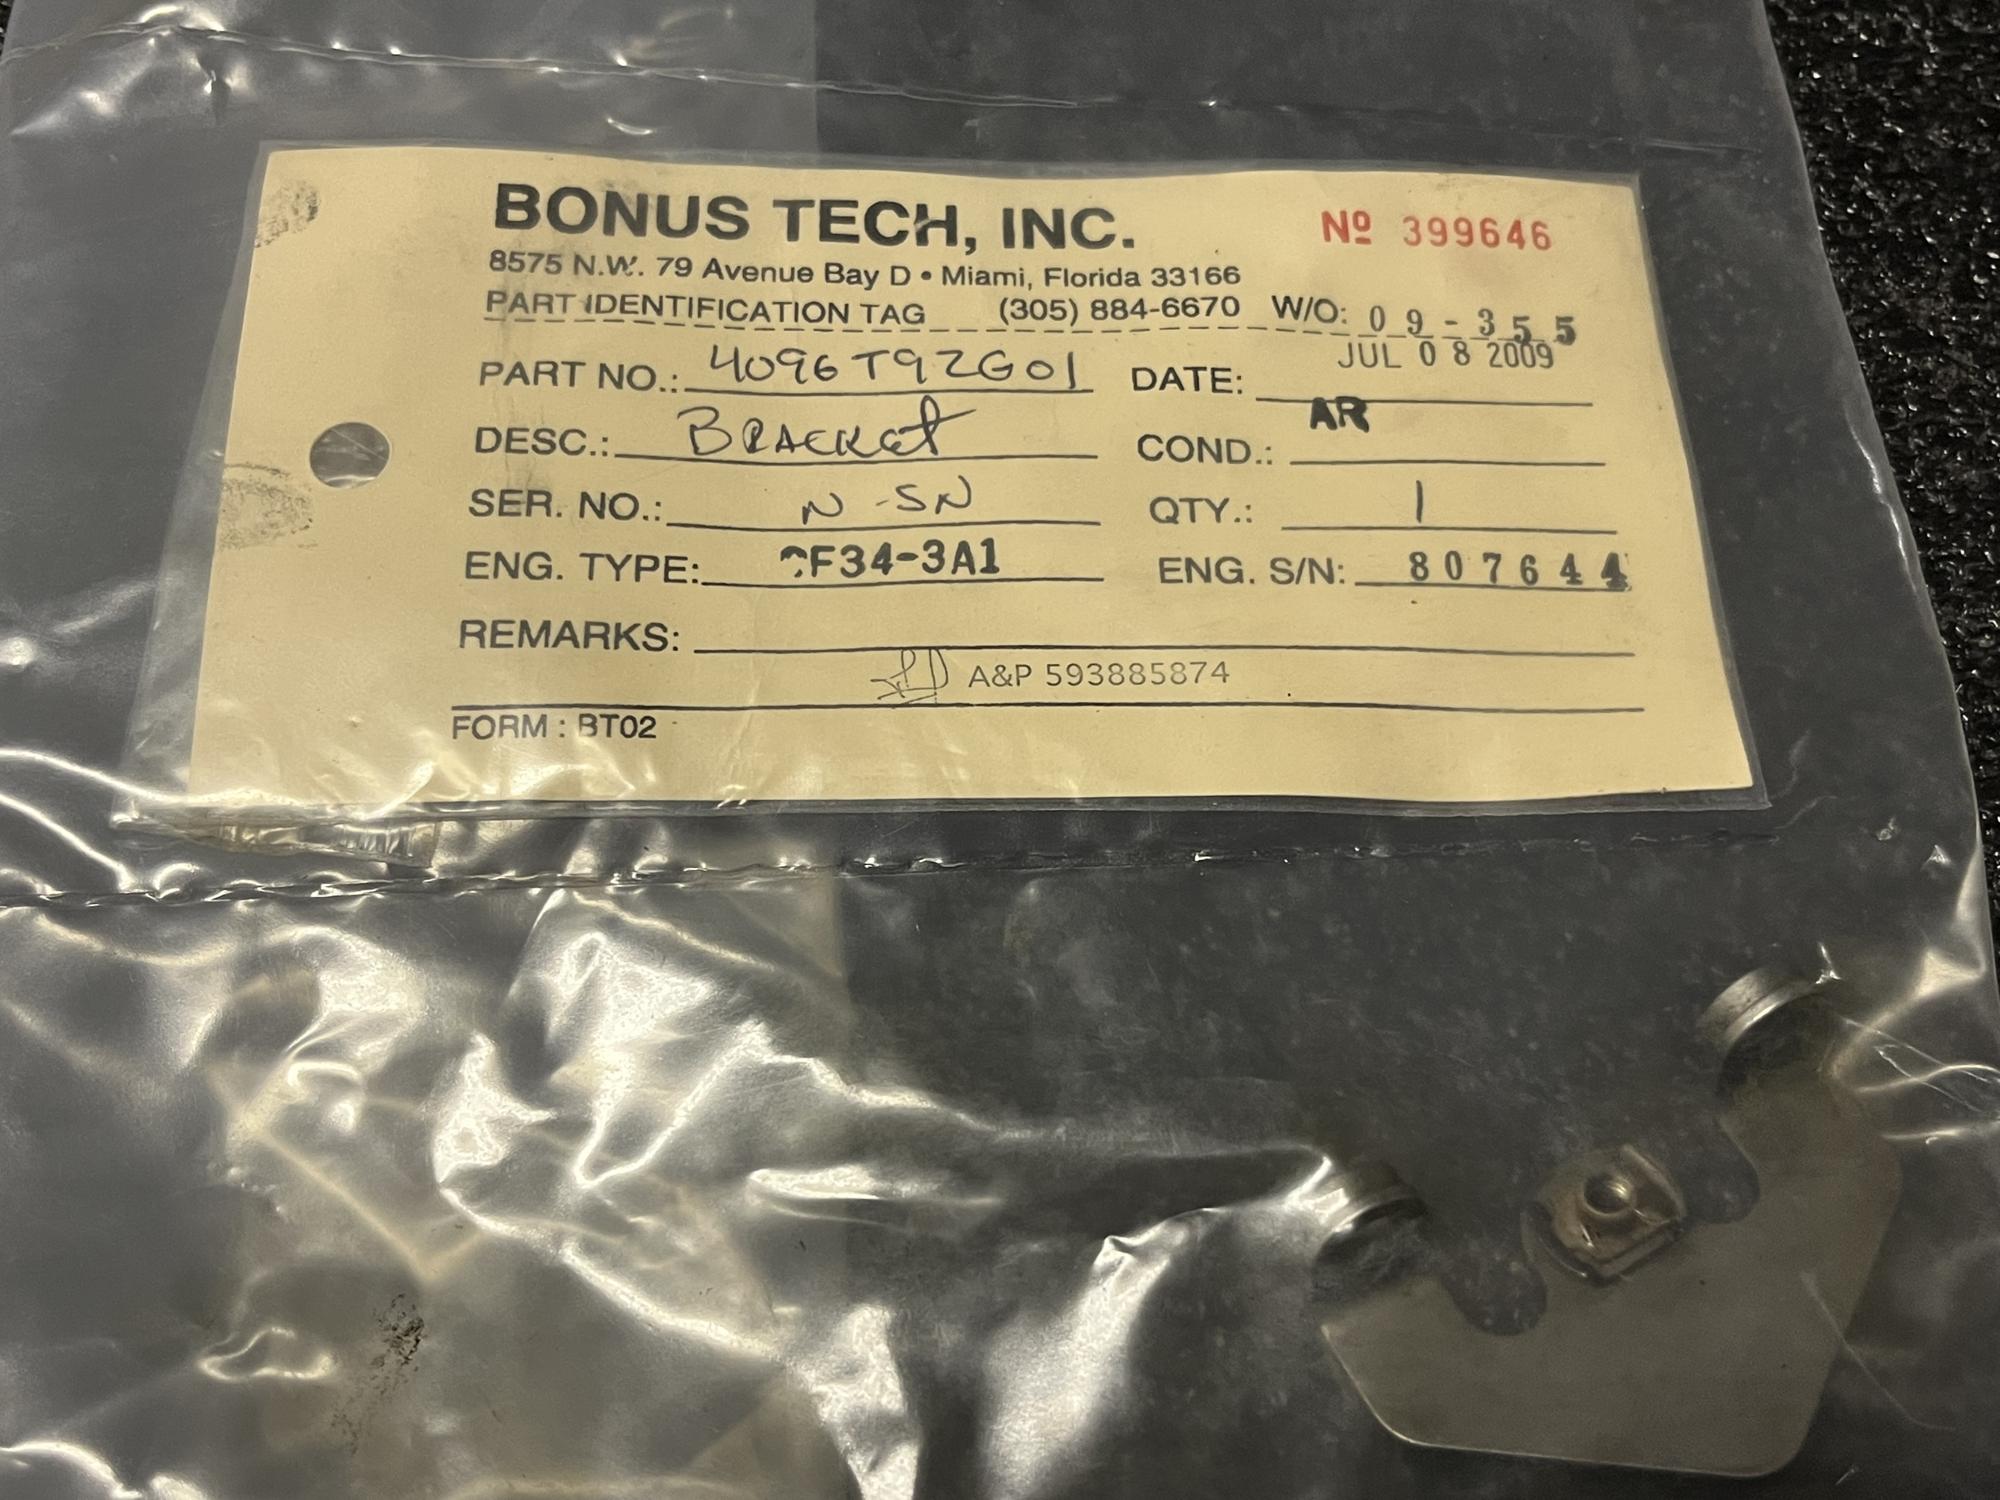 BONUS TECH, INC.
Nº 399646
8575 N.W. 79 Avenue Bay D • Miami, Florida 33166
PART IDENTIFICATION TAG (305) 884-6670 W/O: 09-355
PART NO.: 4096T92G01 DATE: JUL 08 2009
DESC.: Bracket COND.: AR
SER. NO.: N-SN QTY.: 1
ENG. TYPE: CF34-3A1 ENG. S/N: 807644
REMARKS:
A&P 593885874
FORM : BT02